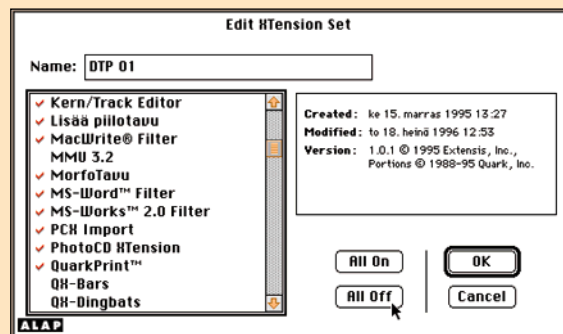 Edit XTension Set
Name: DTP 01
Kern/Track Editor
Lisää piilotavu
MacWrite® Filter
MMU 3.2
MorfoTavu
MS-Word™ Filter
MS-Works™ 2.0 Filter
PCX Import
PhotoCD XTension
QuarkPrint™
QX-Bars
QX-Dingbats
Created: ke 15. marras 1995 13:27
Modified: to 18. heinä 1996 12:53
Version: 1.0.1 © 1995 Extensis, Inc.,
Portions © 1988-95 Quark, Inc.
All On
OK
All Off
Cancel
ALAP